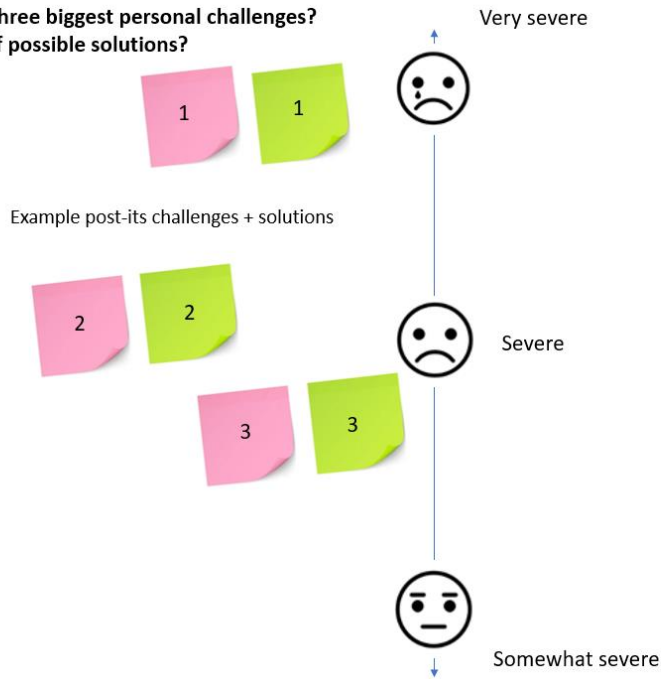 hree biggest personal challenges?
Very severe
f possible solutions?
1
1
Example post-its challenges + solutions
2
2
Severe
3
3
Somewhat severe